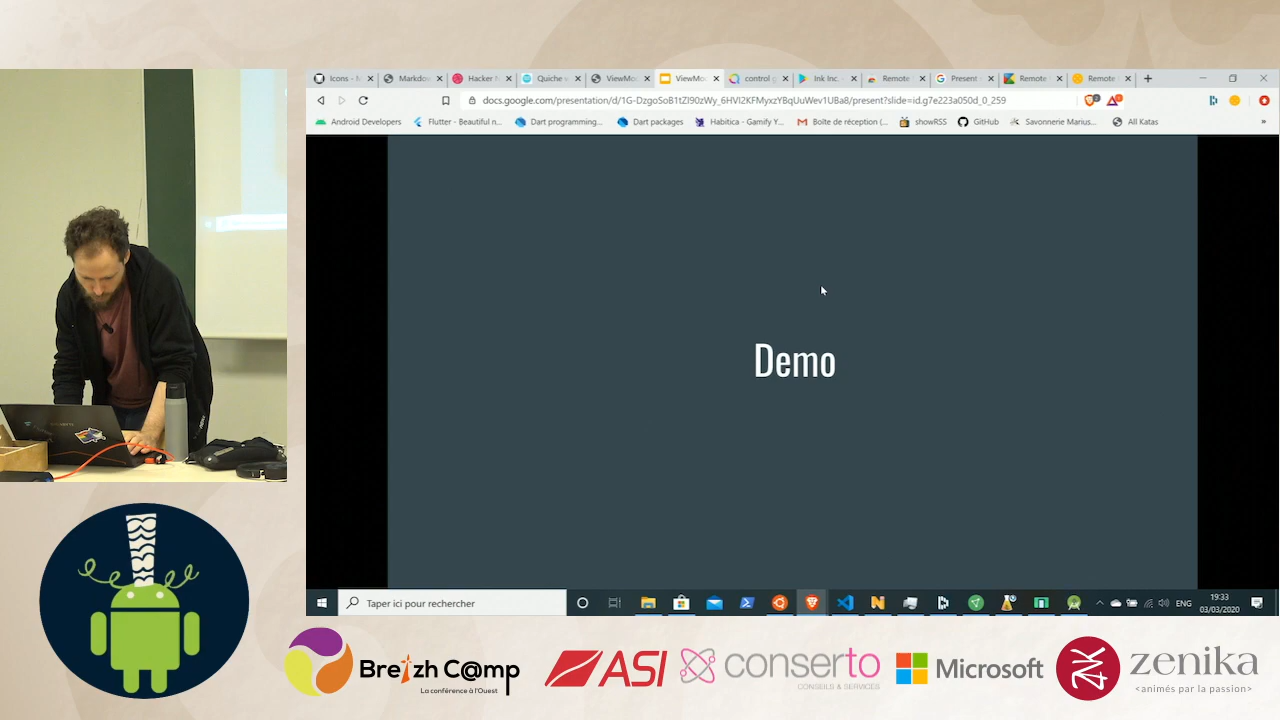 Icons - M
Markdo
Hacker N
Quiche
ViewMo
ViewMo
control g
Ink Inc.
Remote
Present
Remote
Remote
docs.google.com/presentation/d/1G-DzgoSoB1tZI90zWy_6HVI2KFMyxzYBqUuWev1UBa8/present?slide=id.g7e223a050d_0_259
Android Developers
Flutter - Beautiful n...
Dart programming...
Dart packages
Habitica - Gamify Y...
Boîte de réception (...
showRSS
GitHub
Savonnerie Marius...
All Katas
»
Demo
Taper ici pour rechercher
ENG
19:33
03/03/2020
Breizh C@mp
La conférence à l'Ouest
ASI
conserto
CONSEILS & SERVICES
Microsoft
zenika
<animés par la passion>